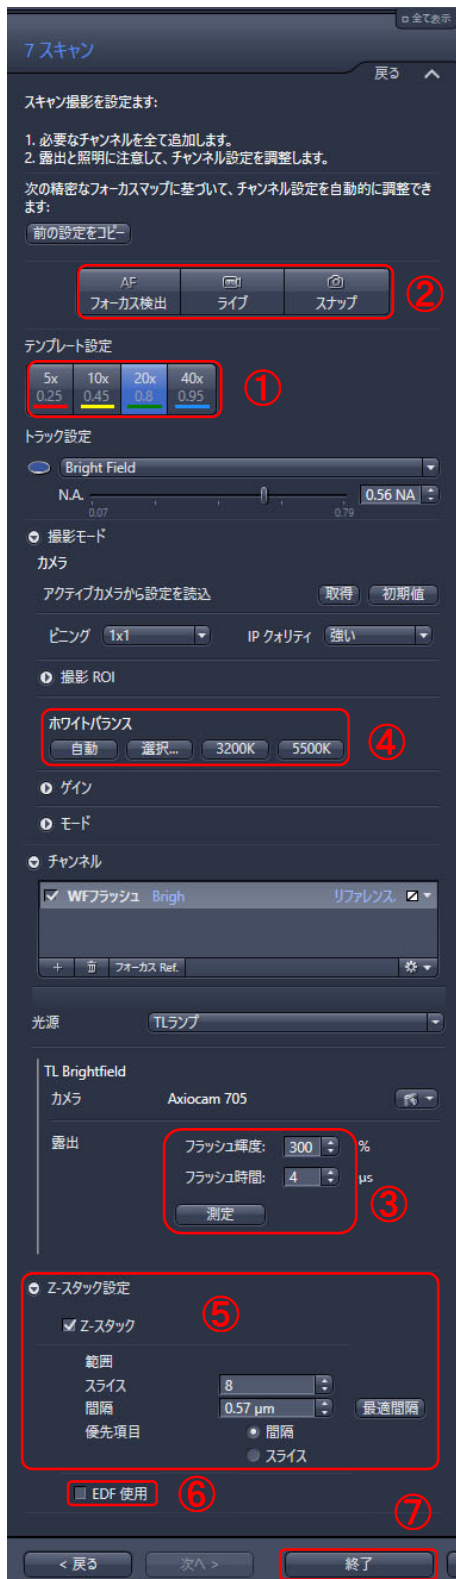 全て表示
7 スキャン
戻る
スキャン撮影を設定ます:
1. 必要なチャンネルを全て追加します。
2. 露出と照明に注意して、チャンネル設定を調整します。
次の精密なフォーカスマップに基づいて、チャンネル設定を自動的に調整でき
ます:
前の設定をコピー
AF
フォーカス検出 ライブ スナップ ②
テンプレート設定
5x 10x 20x 40x ①
0.25 0.45 0.8 0.95
トラック設定
Bright Field
N.A. 0.56 NA
0.07 0.79
撮影モード
カメラ
アクティブカメラから設定を読込 取得 初期値
ビニング 1x1 IP クォリティ 強い
撮影 ROI
ホワイトバランス
自動 選択... 3200K 5500K ④
ゲイン
モード
チャンネル
WFフラッシュ Brigh リファレンス.
+ フォーカス Ref.
光源 TLランプ
TL Brightfield
カメラ Axiocam 705
露出 フラッシュ輝度: 300 %
フラッシュ時間: 4 µs
測定 ③
Z-スタック設定
Z-スタック ⑤
範囲
スライス 8
間隔 0.57 µm 最適間隔
優先項目 間隔
スライス
EDF 使用 ⑥
⑦
< 戻る 次へ > 終了